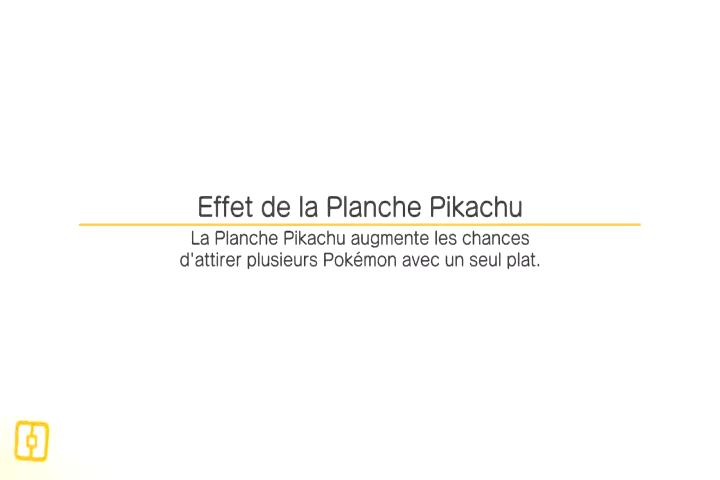 Effet de la Planche Pikachu
La Planche Pikachu augmente les chances
d'attirer plusieurs Pokémon avec un seul plat.